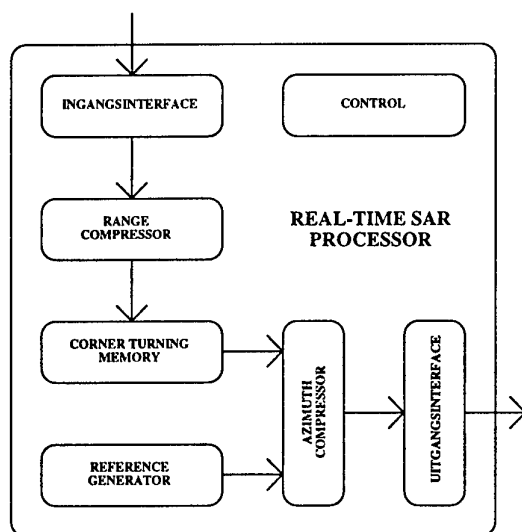 INGANGSINTERFACE
CONTROL
RANGE
COMPRESSOR
REAL-TIME SAR
PROCESSOR
CORNER TURNING
MEMORY
AZIMUTH
COMPRESSOR
UITGANGSINTERFACE
REFERENCE
GENERATOR